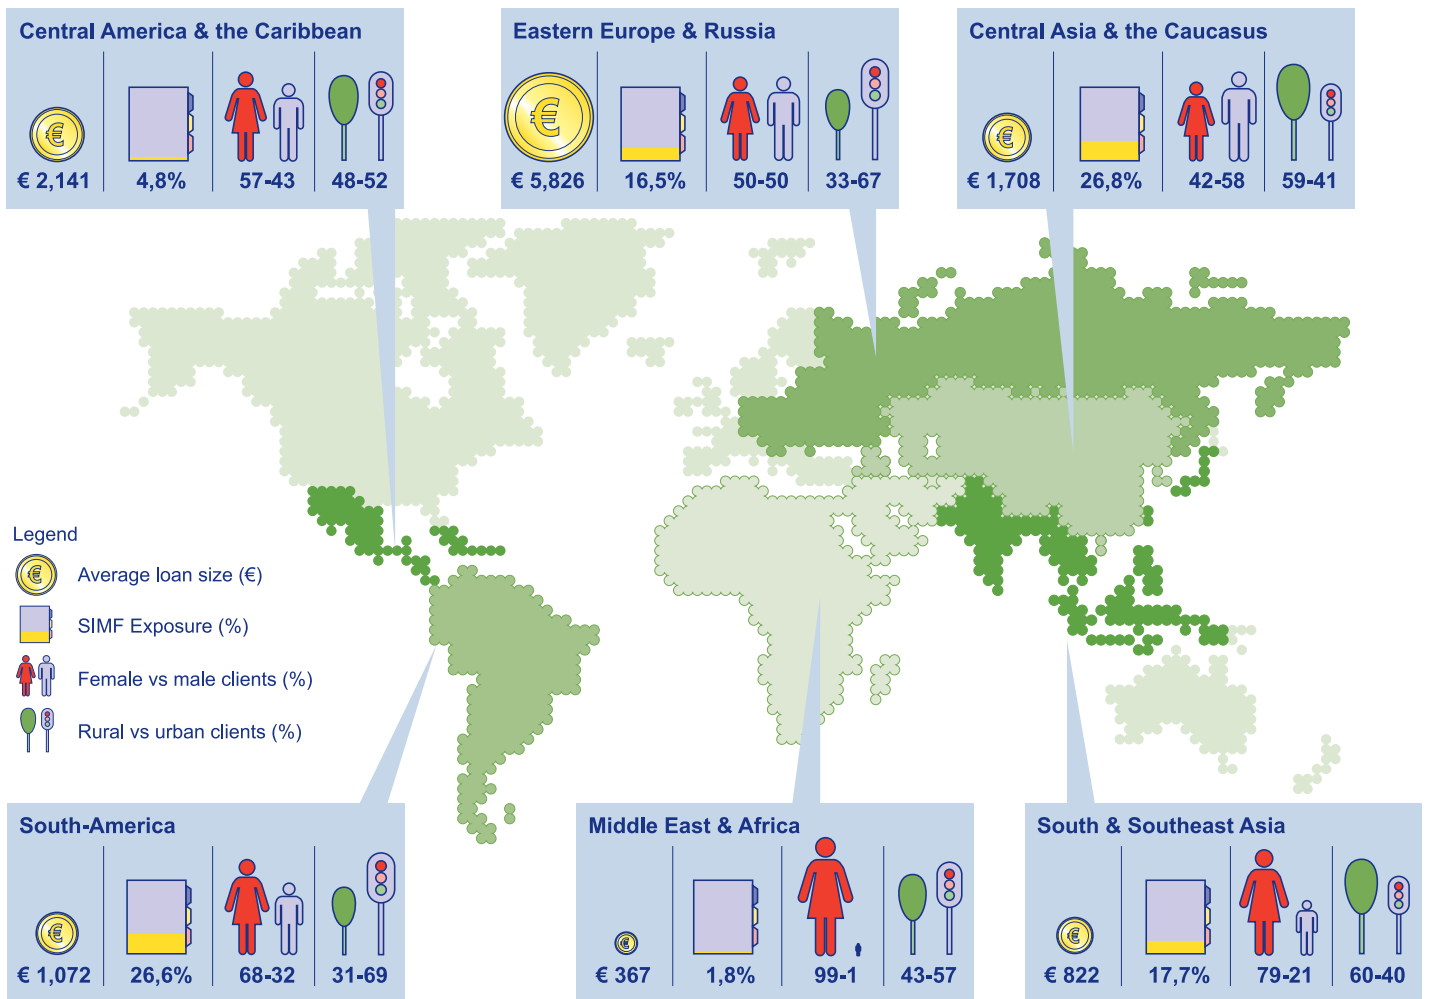 Central America & the Caribbean
€ 2,141 4,8% 57-43 48-52
Eastern Europe & Russia
€ 5,826 16,5% 50-50 33-67
Central Asia & the Caucasus
€ 1,708 26,8% 42-58 59-41
Legend
Average loan size (€)
SIMF Exposure (%)
Female vs male clients (%)
Rural vs urban clients (%)
South-America
€ 1,072 26,6% 68-32 31-69
Middle East & Africa
€ 367 1,8% 99-1 43-57
South & Southeast Asia
€ 822 17,7% 79-21 60-40